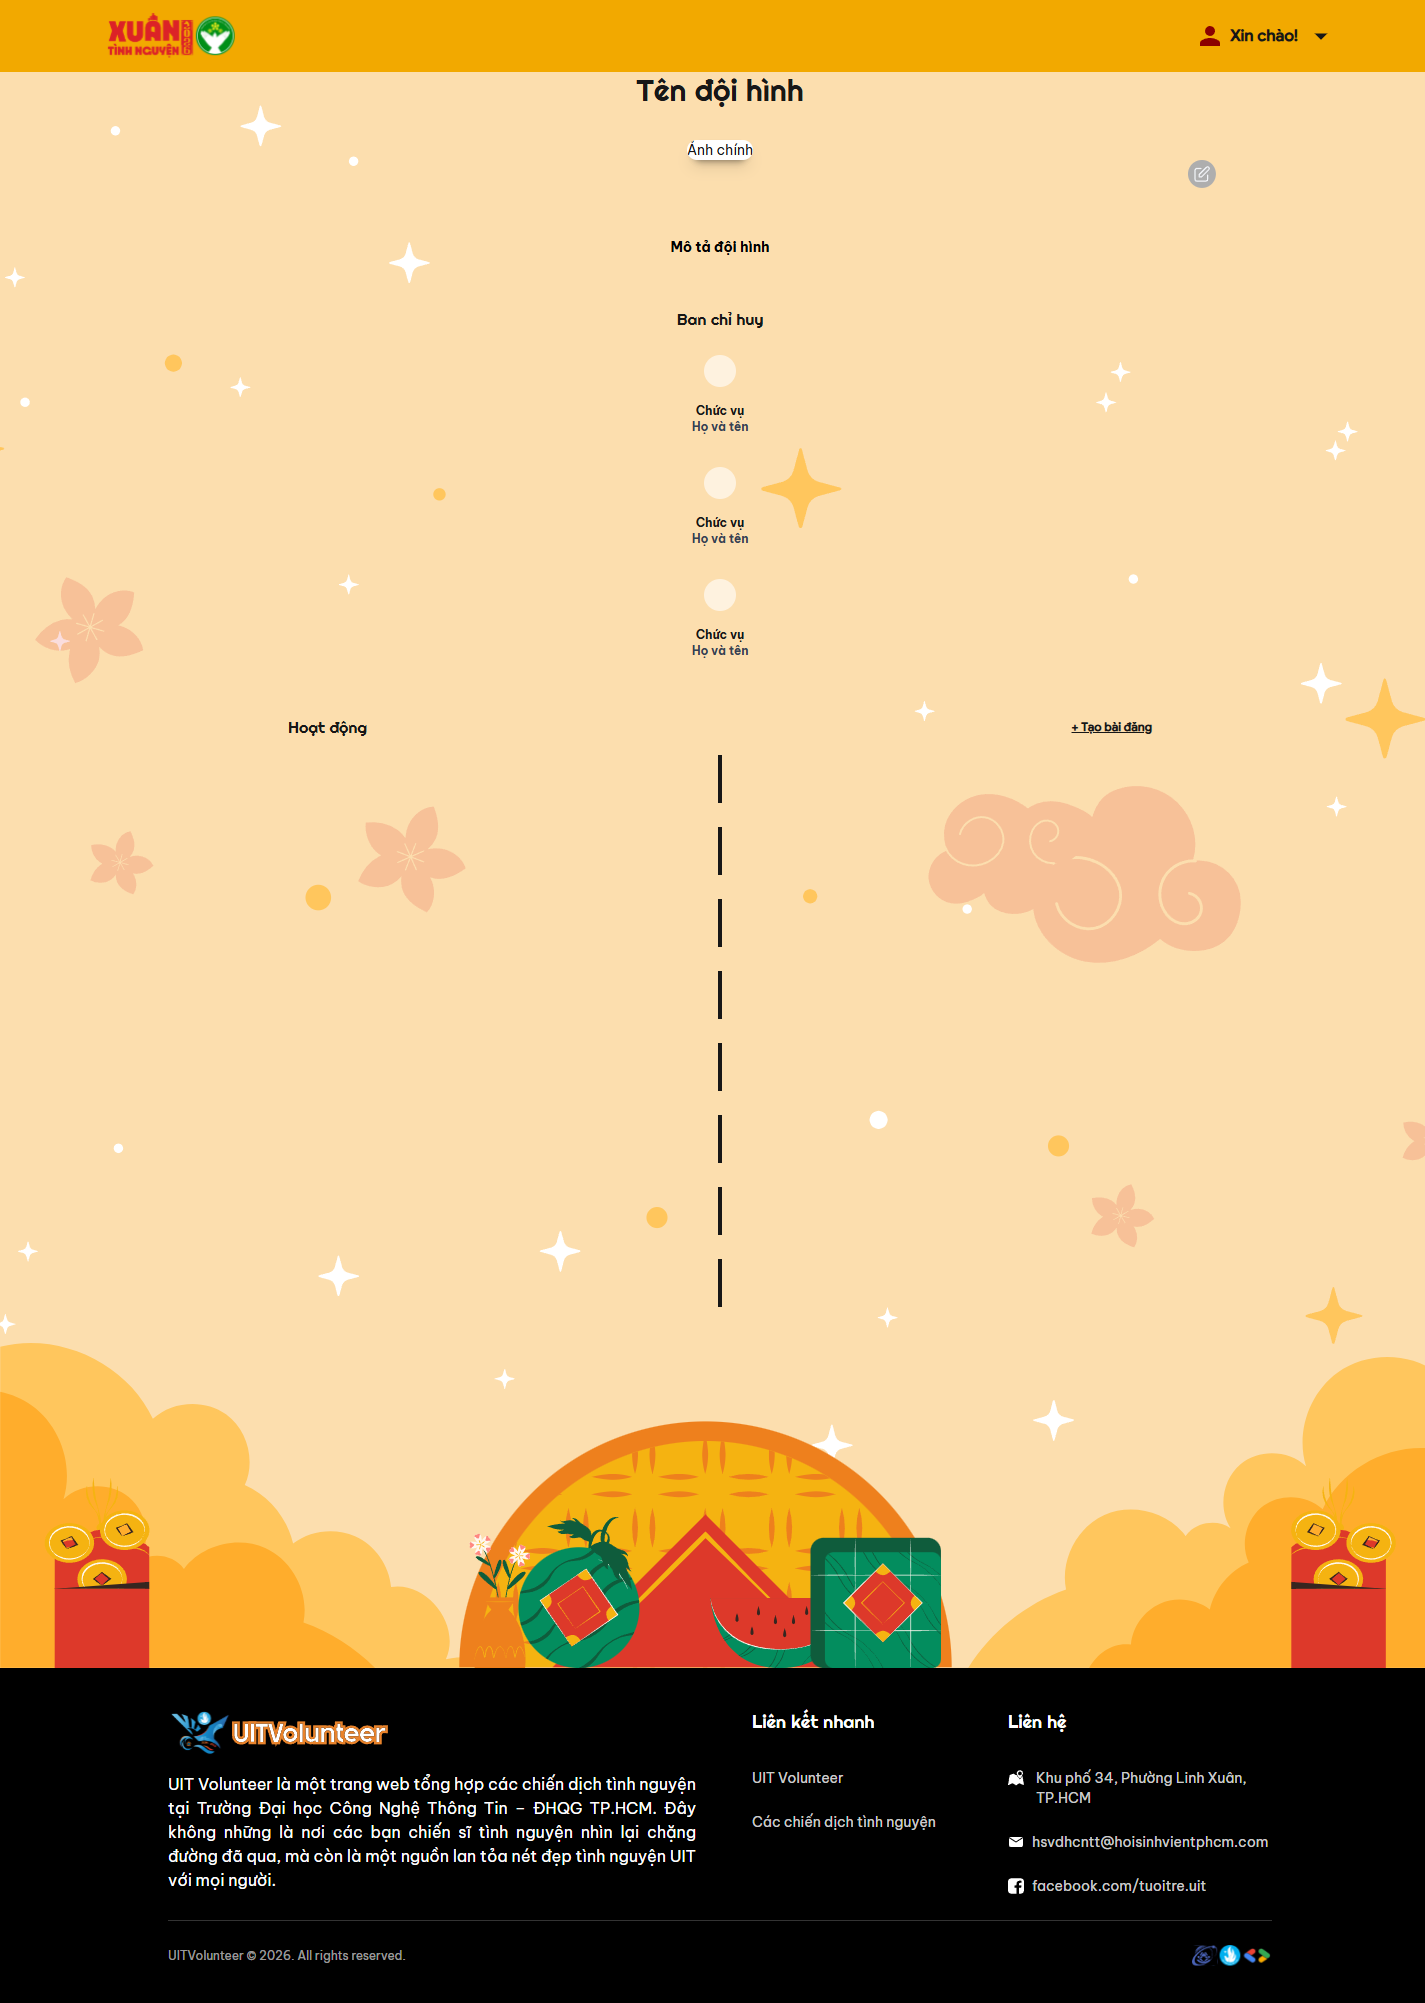 XUÂN
TÌNH NGUYỆN
Xin chào!
Tên đội hình
Ảnh chính
Mô tả đội hình
Ban chỉ huy
Chức vụ
Họ và tên
Chức vụ
Họ và tên
Chức vụ
Họ và tên
Hoạt động
+ Tạo bài đăng
UITVolunteer
UIT Volunteer là một trang web tổng hợp các chiến dịch tình nguyện
tại Trường Đại học Công Nghệ Thông Tin – ĐHQG TP.HCM. Đây
không những là nơi các bạn chiến sĩ tình nguyện nhìn lại chặng
đường đã qua, mà còn là một nguồn lan tỏa nét đẹp tình nguyện UIT
với mọi người.
Liên kết nhanh
UIT Volunteer
Các chiến dịch tình nguyện
Liên hệ
Khu phố 34, Phường Linh Xuân,
TP.HCM
hsvdhcntt@hoisinhvientphcm.com
facebook.com/tuoitre.uit
UITVolunteer © 2026. All rights reserved.